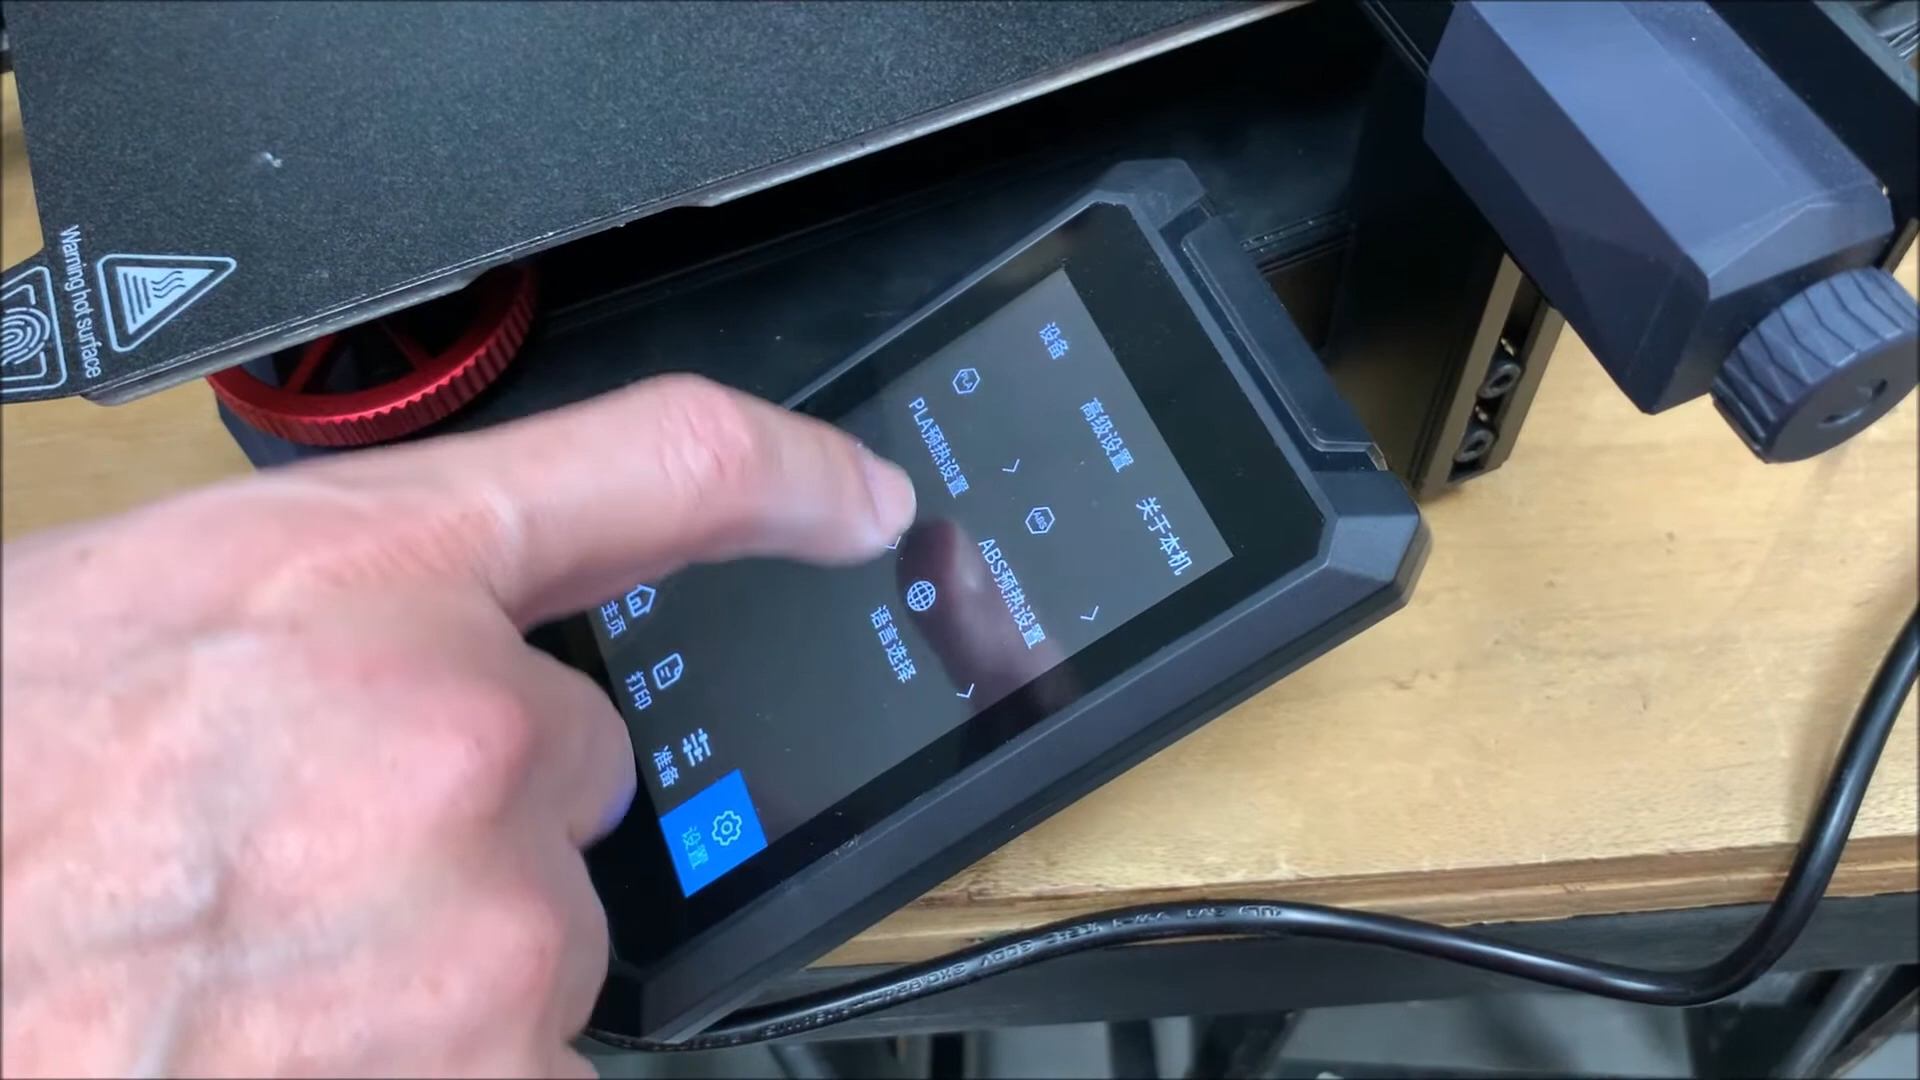 Warning hot surface
设备
高级设置
关于本机
PLA
PLA预热设置
ABS
ABS预热设置
语言选择
主页
打印
准备
设置